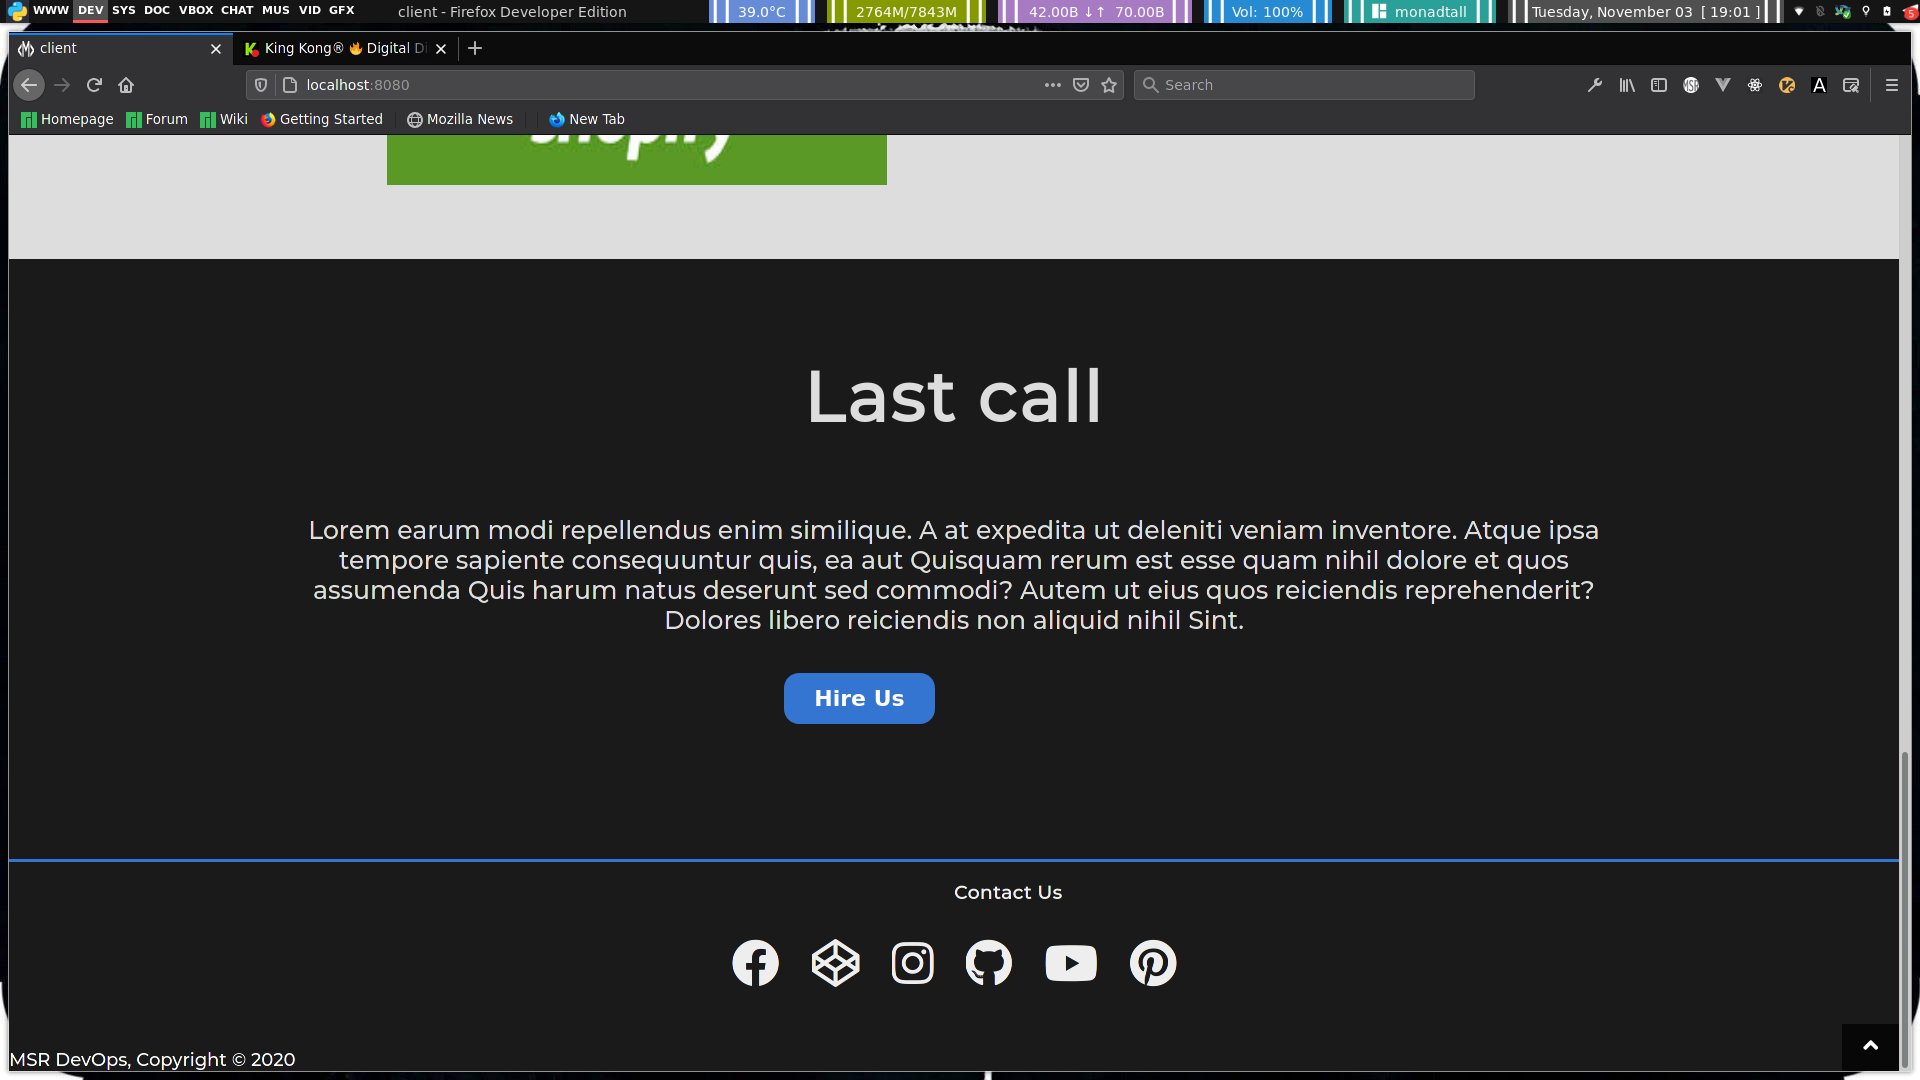 WWW DEV SYS DOC VBOX CHAT MUS VID GFX client - Firefox Developer Edition 39.0°C 2764M/7843M 42.00B ↓↑ 70.00B Vol: 100% monadtall Tuesday, November 03 [ 19:01 ] 5
client King Kong® 🔥 Digital Di
localhost:8080 Search
Homepage Forum Wiki Getting Started Mozilla News New Tab
shopify
Last call
Lorem earum modi repellendus enim similique. A at expedita ut deleniti veniam inventore. Atque ipsa
tempore sapiente consequuntur quis, ea aut Quisquam rerum est esse quam nihil dolore et quos
assumenda Quis harum natus deserunt sed commodi? Autem ut eius quos reiciendis reprehenderit?
Dolores libero reiciendis non aliquid nihil Sint.
Hire Us
Contact Us
MSR DevOps, Copyright © 2020